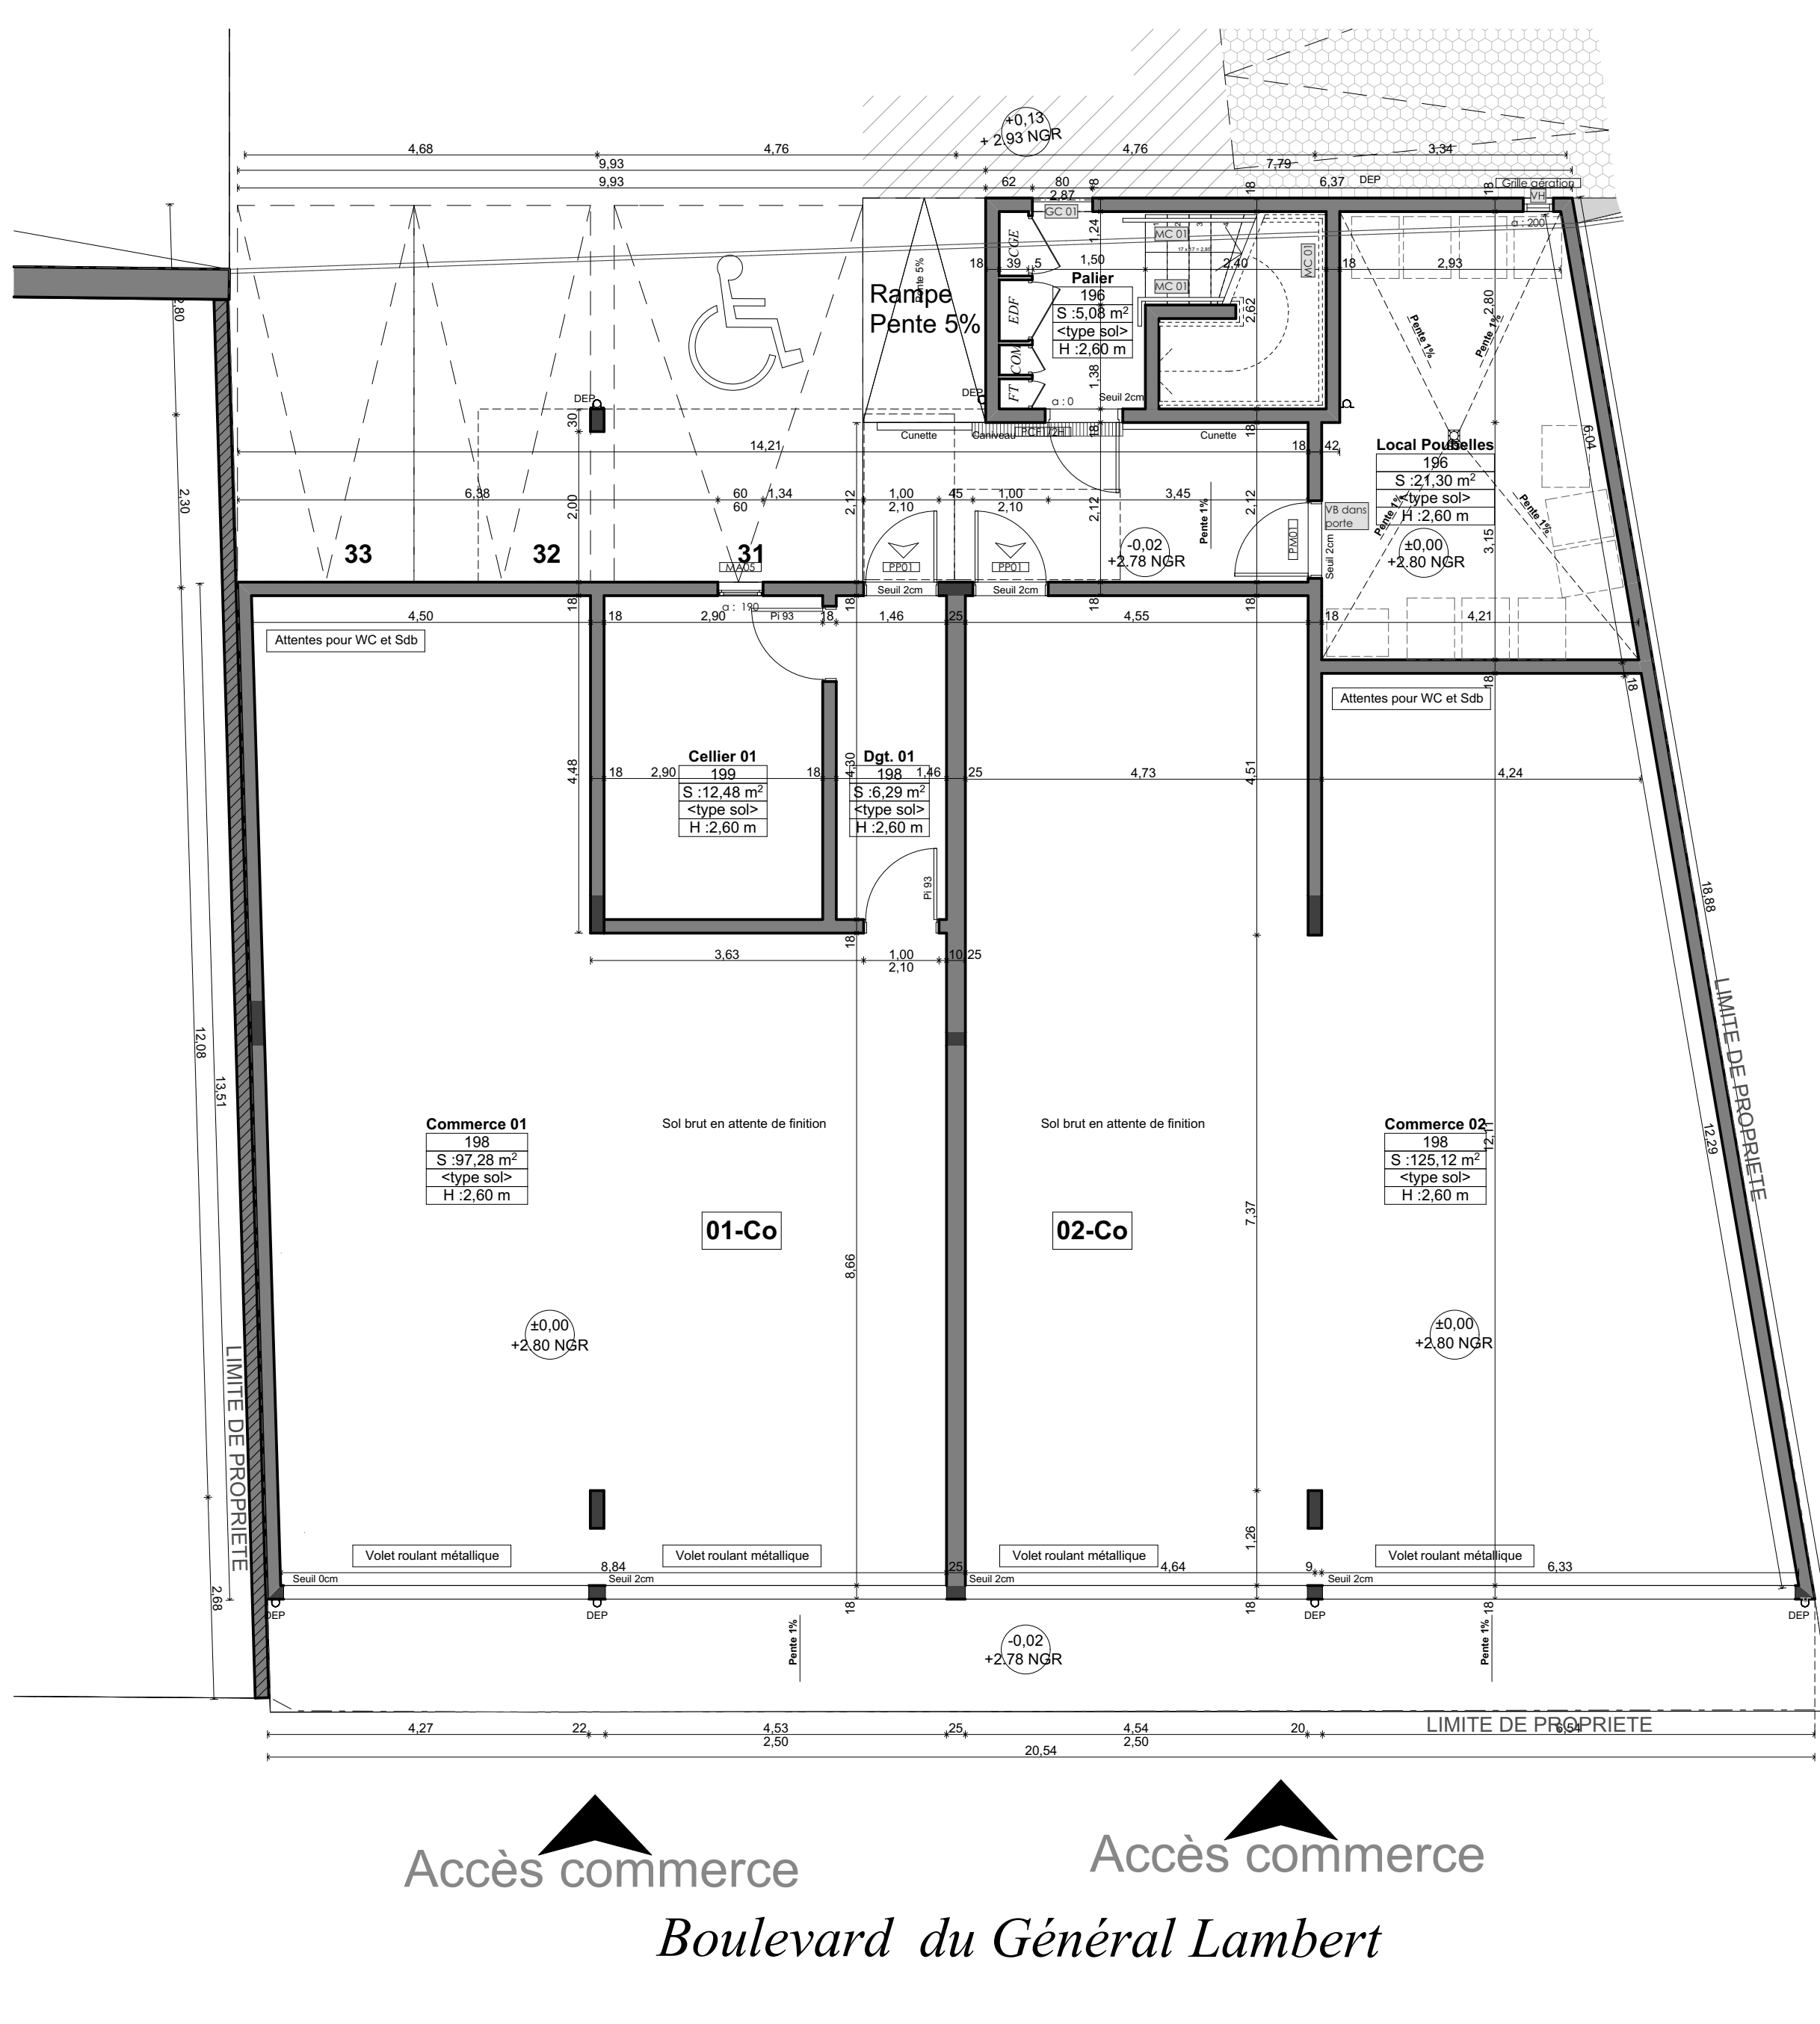 +0,13
+ 2.93 NGR
4,68
4,76
4,76
3,34
9,93
7,79
9,93
62
80
18
2,87
18
6,37
DEP
18
Grille aération
VH
GC 01
a : 200
CGE
1,24
MC 01
MC 01
MC 01
18
39
5
1,50
2,40
18
2,93
Pente 5%
Rampe
Pente 5%
Palier
196
S :5,08 m²
<type sol>
H :2,60 m
EDF
COM
FT
2,62
2,80
2,80
Pente 1%
Pente 1%
1,38
DEP
DEP
30
a : 0
Seuil 2cm
Cunette
Caniveau
PCF1/2H
18
Cunette
18
14,21
18
42
6,04
Local Poubelles
196
S :21,30 m²
<type sol>
H :2,60 m
2,30
6,38
60
60
1,34
2,00
2,12
1,00
2,10
45
1,00
2,10
2,12
3,45
Pente 1%
2,12
VB dans
porte
Pente 1%
Pente 1%
PM01
Seuil 2cm
3,15
33
32
31
MA05
PP01
PP01
-0,02
+2.78 NGR
±0,00
+2.80 NGR
18
a : 190
18
Seuil 2cm
Seuil 2cm
18
18
4,50
18
2,90
Pi 93
18
1,46
25
4,55
18
4,21
Attentes pour WC et Sdb
18
18
Attentes pour WC et Sdb
4,48
18
2,90
Cellier 01
199
S :12,48 m²
<type sol>
H :2,60 m
18
4,30
Dgt. 01
198
S :6,29 m²
<type sol>
H :2,60 m
1,46
25
4,73
4,51
4,24
Pi 93
18,88
18
3,63
1,00
2,10
10
25
LIMITE DE PROPRIETE
12,08
13,51
Commerce 01
198
S :97,28 m²
<type sol>
H :2,60 m
Sol brut en attente de finition
Sol brut en attente de finition
Commerce 02
198
S :125,12 m²
<type sol>
H :2,60 m
12,11
12,29
01-Co
02-Co
7,37
8,66
±0,00
+2.80 NGR
±0,00
+2.80 NGR
LIMITE DE PROPRIETE
1,26
Volet roulant métallique
Volet roulant métallique
Volet roulant métallique
Volet roulant métallique
8,84
25
4,64
9
6,33
Seuil 0cm
Seuil 2cm
Seuil 2cm
Seuil 2cm
2,68
18
18
18
DEP
DEP
DEP
DEP
Pente 1%
-0,02
+2.78 NGR
Pente 1%
4,27
22
4,53
2,50
25
4,54
2,50
20
LIMITE DE PROPRIETE
6,54
20,54
Accès commerce
Accès commerce
Boulevard du Général Lambert